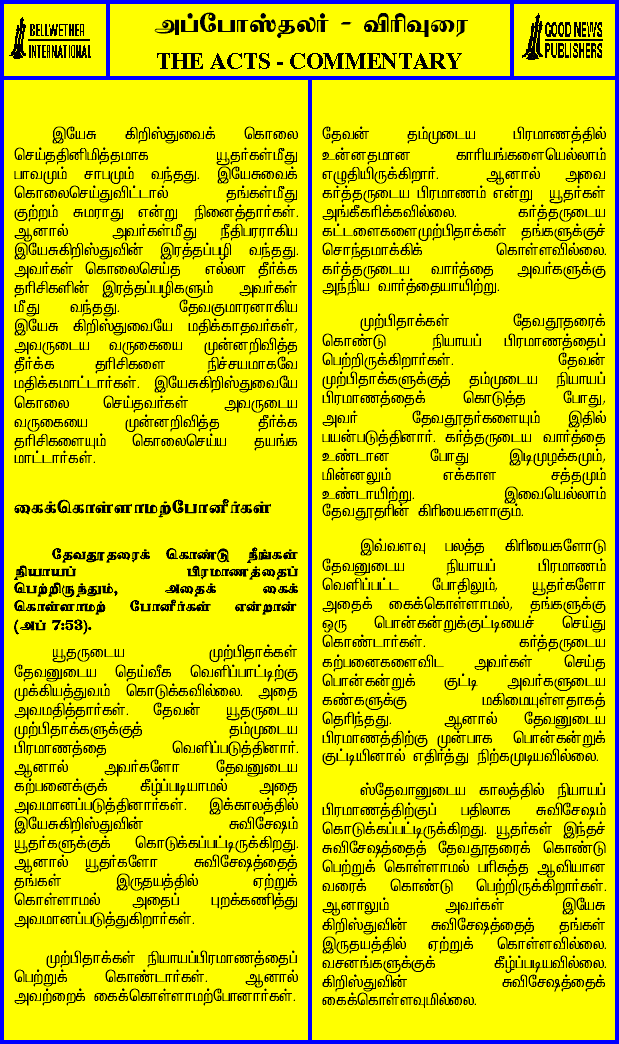 BELLWETHER
INTERNATIONAL
அப்போஸ்தலர் - விரிவுரை
THE ACTS - COMMENTARY
GOOD NEWS
PUBLISHERS
இயேசு கிறிஸ்துவைக் கொலை
செய்ததினிமித்தமாக யூதர்கள்மீது
பாவமும் சாபமும் வந்தது. இயேசுவைக்
கொலைசெய்துவிட்டால் தங்கள்மீது
குற்றம் சுமராது என்று நினைத்தார்கள்.
ஆனால் அவர்கள்மீது நீதிபரராகிய
இயேசுகிறிஸ்துவின் இரத்தப்பழி வந்தது.
அவர்கள் கொலைசெய்த எல்லா தீர்க்க
தரிசிகளின் இரத்தப்பழிகளும் அவர்கள்
மீது வந்தது. தேவகுமாரனாகிய
இயேசு கிறிஸ்துவையே மதிக்காதவர்கள்,
அவருடைய வருகையை முன்னறிவித்த
தீர்க்க தரிசிகளை நிச்சயமாகவே
மதிக்கமாட்டார்கள். இயேசுகிறிஸ்துவையே
கொலை செய்தவர்கள் அவருடைய
வருகையை முன்னறிவித்த தீர்க்க
தரிசிகளையும் கொலைசெய்ய தயங்க
மாட்டார்கள்.
கைக்கொள்ளாமற்போனீர்கள்
தேவதூதரைக் கொண்டு நீங்கள்
நியாயப் பிரமாணத்தைப்
பெற்றிருந்தும், அதைக் கைக்
கொள்ளாமற் போனீர்கள் என்றான்
(அப் 7:53).
யூதருடைய முற்பிதாக்கள்
தேவனுடைய தெய்வீக வெளிப்பாட்டிற்கு
முக்கியத்துவம் கொடுக்கவில்லை. அதை
அவமதித்தார்கள். தேவன் யூதருடைய
முற்பிதாக்களுக்குத் தம்முடைய
பிரமாணத்தை வெளிப்படுத்தினார்.
ஆனால் அவர்களோ தேவனுடைய
கற்பனைக்குக் கீழ்ப்படியாமல் அதை
அவமானப்படுத்தினார்கள். இக்காலத்தில்
இயேசுகிறிஸ்துவின் சுவிசேஷம்
யூதர்களுக்குக் கொடுக்கப்பட்டிருக்கிறது.
ஆனால் யூதர்களோ சுவிசேஷத்தைத்
தங்கள் இருதயத்தில் ஏற்றுக்
கொள்ளாமல் அதைப் புறக்கணித்து
அவமானப்படுத்துகிறார்கள்.
முற்பிதாக்கள் நியாயப்பிரமாணத்தைப்
பெற்றுக் கொண்டார்கள். ஆனால்
அவற்றைக் கைக்கொள்ளாமற்போனார்கள்.
தேவன் தம்முடைய பிரமாணத்தில்
உன்னதமான காரியங்களையெல்லாம்
எழுதியிருக்கிறார். ஆனால் அவை
கர்த்தருடைய பிரமாணம் என்று யூதர்கள்
அங்கீகரிக்கவில்லை. கர்த்தருடைய
கட்டளைகளைமுற்பிதாக்கள் தங்களுக்குச்
சொந்தமாக்கிக் கொள்ளவில்லை.
கர்த்தருடைய வார்த்தை அவர்களுக்கு
அந்நிய வார்த்தையாயிற்று.
முற்பிதாக்கள் தேவதூதரைக்
கொண்டு நியாயப் பிரமாணத்தைப்
பெற்றிருக்கிறார்கள். தேவன்
முற்பிதாக்களுக்குத் தம்முடைய நியாயப்
பிரமாணத்தைக் கொடுத்த போது,
அவர் தேவதூதர்களையும் இதில்
பயன்படுத்தினார். கர்த்தருடைய வார்த்தை
உண்டான போது இடிமுழக்கமும்,
மின்னலும் எக்காள சத்தமும்
உண்டாயிற்று. இவையெல்லாம்
தேவதூதரின் கிரியைகளாகும்.
இவ்வளவு பலத்த கிரியைகளோடு
தேவனுடைய நியாயப் பிரமாணம்
வெளிப்பட்ட போதிலும், யூதர்களோ
அதைக் கைக்கொள்ளாமல், தங்களுக்கு
ஒரு பொன்கன்றுக்குட்டியைச் செய்து
கொண்டார்கள். கர்த்தருடைய
கற்பனைகளைவிட அவர்கள் செய்த
பொன்கன்றுக் குட்டி அவர்களுடைய
கண்களுக்கு மகிமையுள்ளதாகத்
தெரிந்தது. ஆனால் தேவனுடைய
பிரமாணத்திற்கு முன்பாக பொன்கன்றுக்
குட்டியினால் எதிர்த்து நிற்கமுடியவில்லை.
ஸ்தேவானுடைய காலத்தில் நியாயப்
பிரமாணத்திற்குப் பதிலாக சுவிசேஷம்
கொடுக்கப்பட்டிருக்கிறது. யூதர்கள் இந்தச்
சுவிசேஷத்தைத் தேவதூதரைக் கொண்டு
பெற்றுக் கொள்ளாமல் பரிசுத்த ஆவியான
வரைக் கொண்டு பெற்றிருக்கிறார்கள்.
ஆனாலும் அவர்கள் இயேசு
கிறிஸ்துவின் சுவிசேஷத்தைத் தங்கள்
இருதயத்தில் ஏற்றுக் கொள்ளவில்லை.
வசனங்களுக்குக் கீழ்ப்படியவில்லை.
கிறிஸ்துவின் சுவிசேஷத்தைக்
கைக்கொள்ளவுமில்லை.